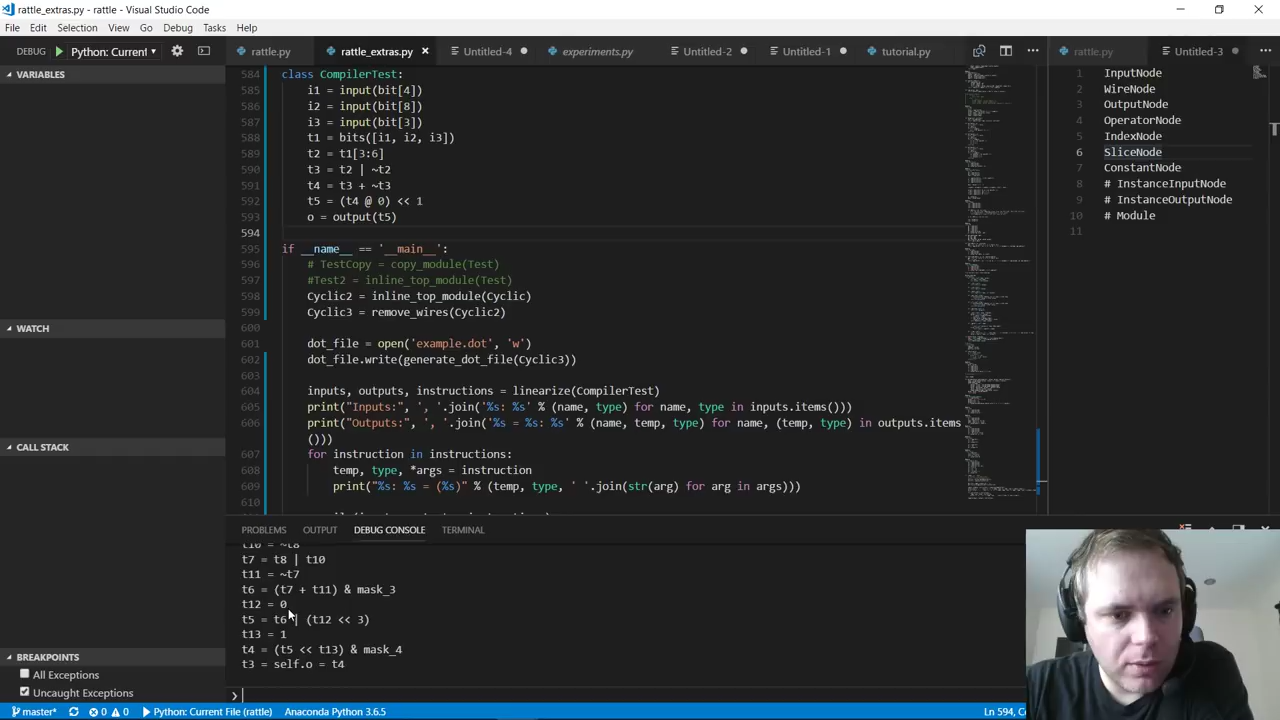 rattle_extras.py - rattle - Visual Studio Code
File Edit Selection View Go Debug Tasks Help
DEBUG Python: Current
rattle.py rattle_extras.py Untitled-4 experiments.py Untitled-2 Untitled-1 tutorial.py rattle.py Untitled-3
VARIABLES
WATCH
CALL STACK
BREAKPOINTS
All Exceptions
Uncaught Exceptions
584 class CompilerTest:
585 i1 = input(bit[4])
586 i2 = input(bit[8])
587 i3 = input(bit[3])
588 t1 = bits([i1, i2, i3])
589 t2 = t1[3:6]
590 t3 = t2 | ~t2
591 t4 = t3 + ~t3
592 t5 = (t4 @ 0) << 1
593 o = output(t5)
594
595 if __name__ == '__main__':
596 # TestCopy = copy_module(Test)
597 #Test2 = inline_top_module(Test)
598 Cyclic2 = inline_top_module(Cyclic)
599 Cyclic3 = remove_wires(Cyclic2)
600
601 dot_file = open('example.dot', 'w')
602 dot_file.write(generate_dot_file(Cyclic3))
603
604 inputs, outputs, instructions = linearize(CompilerTest)
605 print("Inputs:", ', '.join('%s: %s' % (name, type) for name, type in inputs.items()))
606 print("Outputs:", ', '.join('%s = %s: %s' % (name, temp, type) for name, (temp, type) in outputs.items
()))
607 for instruction in instructions:
608 temp, type, *args = instruction
609 print("%s: %s = (%s)" % (temp, type, ' '.join(str(arg) for arg in args)))
610
1 InputNode
2 WireNode
3 OutputNode
4 OperatorNode
5 IndexNode
6 SliceNode
7 ConstantNode
8 # InstanceInputNode
9 # InstanceOutputNode
10 # Module
11
PROBLEMS OUTPUT DEBUG CONSOLE TERMINAL
t10 = ~t8
t7 = t8 | t10
t11 = ~t7
t6 = (t7 + t11) & mask_3
t12 = 0
t5 = t6 | (t12 << 3)
t13 = 1
t4 = (t5 << t13) & mask_4
t3 = self.o = t4
master* 0 0 Python: Current File (rattle) Anaconda Python 3.6.5 Ln 594,